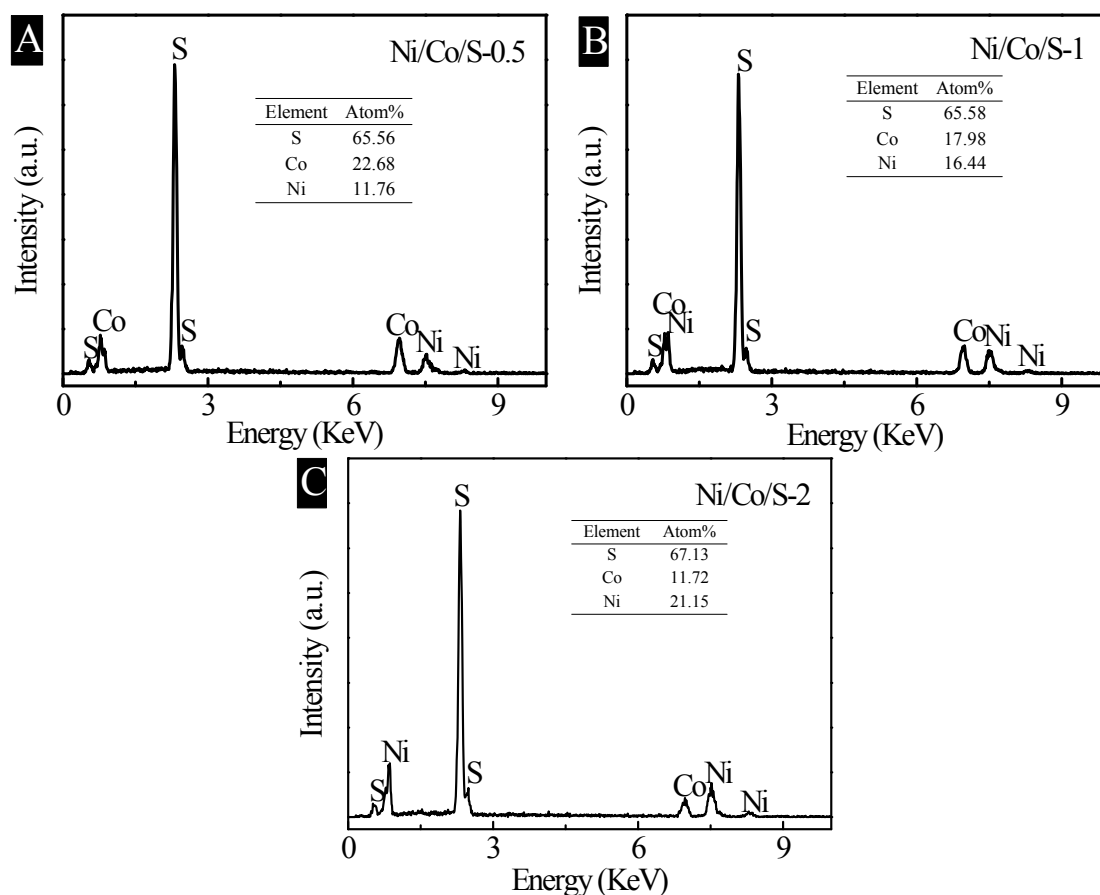 A
Ni/Co/S-0.5
Element Atom%
S 65.56
Co 22.68
Ni 11.76
S
S
Co
S
Co
Ni
Ni
Intensity (a.u.)
0 3 6 9
Energy (KeV)
B
Ni/Co/S-1
Element Atom%
S 65.58
Co 17.98
Ni 16.44
S
S
Co
Ni
S
Co
Ni
Ni
Intensity (a.u.)
0 3 6 9
Energy (KeV)
C
Ni/Co/S-2
Element Atom%
S 67.13
Co 11.72
Ni 21.15
S
S
Ni
S
Co
Ni
Ni
Intensity (a.u.)
0 3 6 9
Energy (KeV)